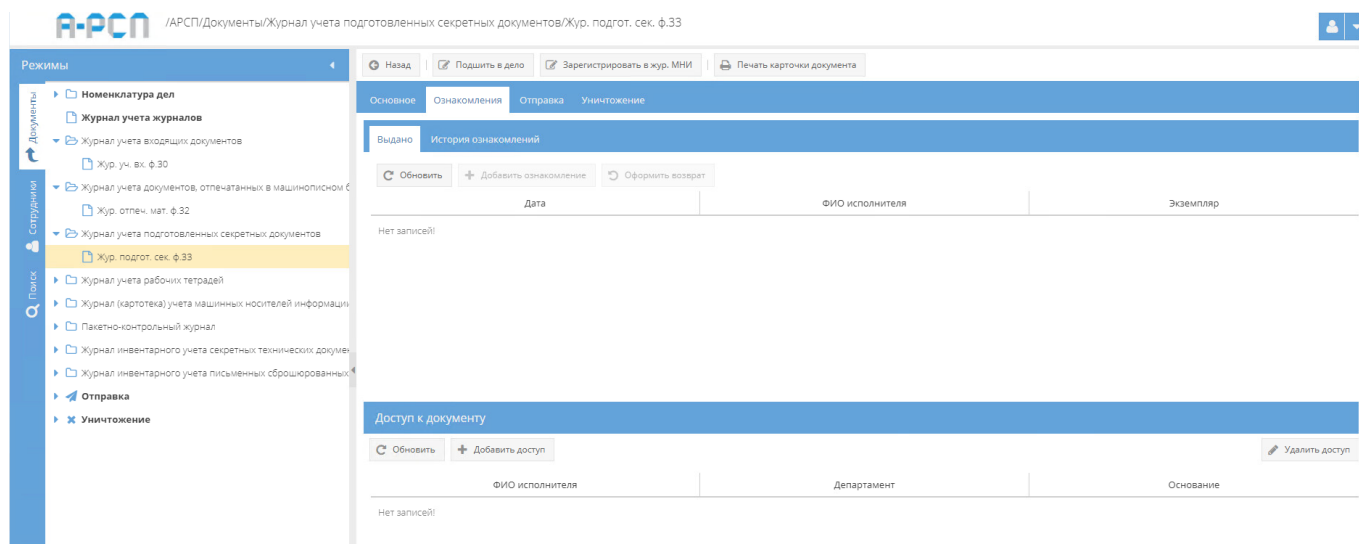 А-РСП
/АРСП/Документы/Журнал учета подготовленных секретных документов/Жур. подгот. сек. ф.33
Режимы
Документы
Сотрудники
Поиск
Номенклатура дел
Журнал учета журналов
Журнал учета входящих документов
Жур. уч. вх. ф.30
Журнал учета документов, отпечатанных в машинописном б
Жур. отпеч. мат. ф.32
Журнал учета подготовленных секретных документов
Жур. подгот. сек. ф.33
Журнал учета рабочих тетрадей
Журнал (картотека) учета машинных носителей информации
Пакетно-контрольный журнал
Журнал инвентарного учета секретных технических докумен
Журнал инвентарного учета письменных сброшюрованных
Отправка
Уничтожение
Назад Подшить в дело Зарегистрировать в жур. МНИ Печать карточки документа
Основное Ознакомления Отправка Уничтожение
Выдано История ознакомлений
Обновить Добавить ознакомление Оформить возврат
Дата ФИО исполнителя Экземпляр
Нет записей!
Доступ к документу
Обновить Добавить доступ Удалить доступ
ФИО исполнителя Департамент Основание
Нет записей!